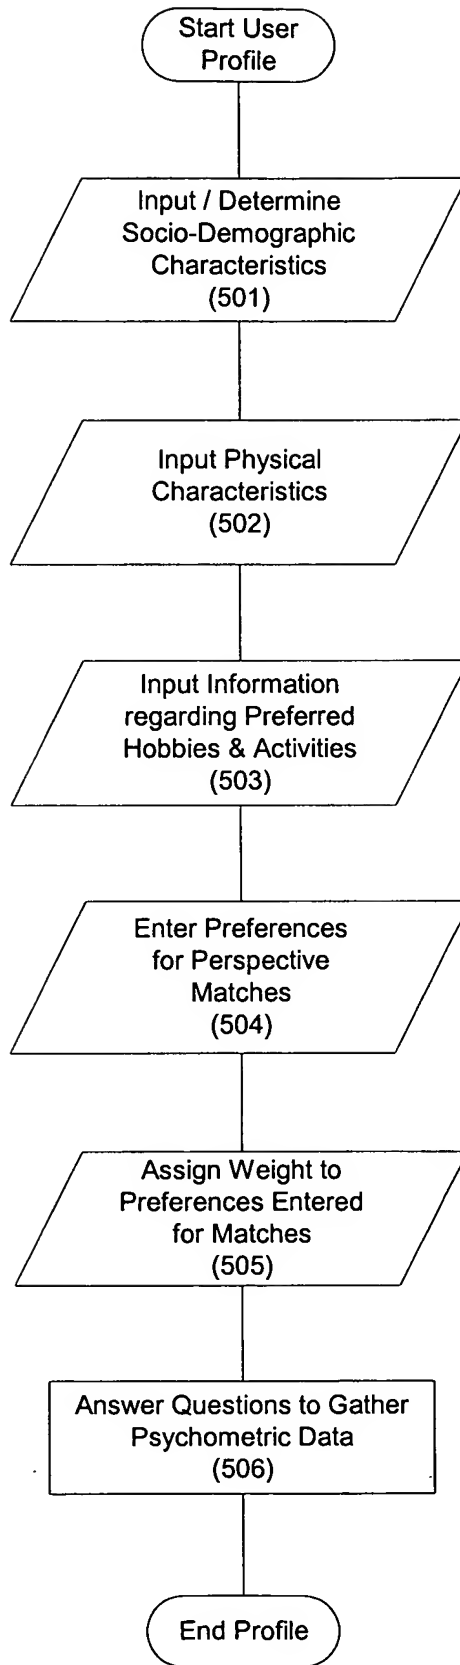 Start User
Profile
Input / Determine
Socio-Demographic
Characteristics
(501)
Input Physical
Characteristics
(502)
Input Information
regarding Preferred
Hobbies & Activities
(503)
Enter Preferences
for Perspective
Matches
(504)
Assign Weight to
Preferences Entered
for Matches
(505)
Answer Questions to Gather
Psychometric Data
(506)
End Profile